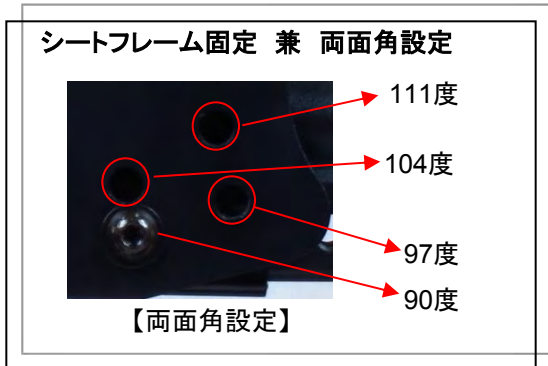 シートフレーム固定 兼 両面角設定
111度
104度
97度
90度
【両面角設定】